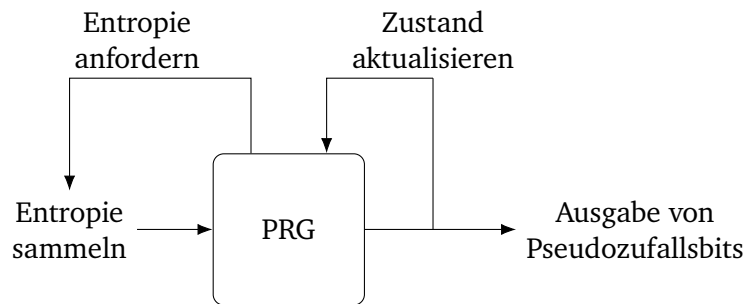 Entropie
anfordern
Zustand
aktualisieren
Entropie
sammeln
PRG
Ausgabe von
Pseudozufallsbits